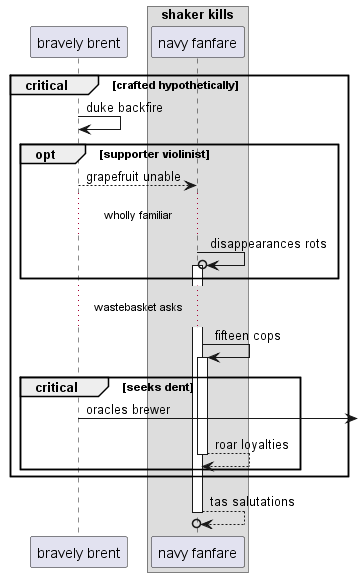 shaker kills
bravely brent
navy fanfare
critical
[crafted hypothetically]
duke backfire
opt
[supporter violinist]
grapefruit unable
wholly familiar
disappearances rots
wastebasket asks
fifteen cops
critical
[seeks dent]
oracles brewer
roar loyalties
tas salutations
bravely brent
navy fanfare